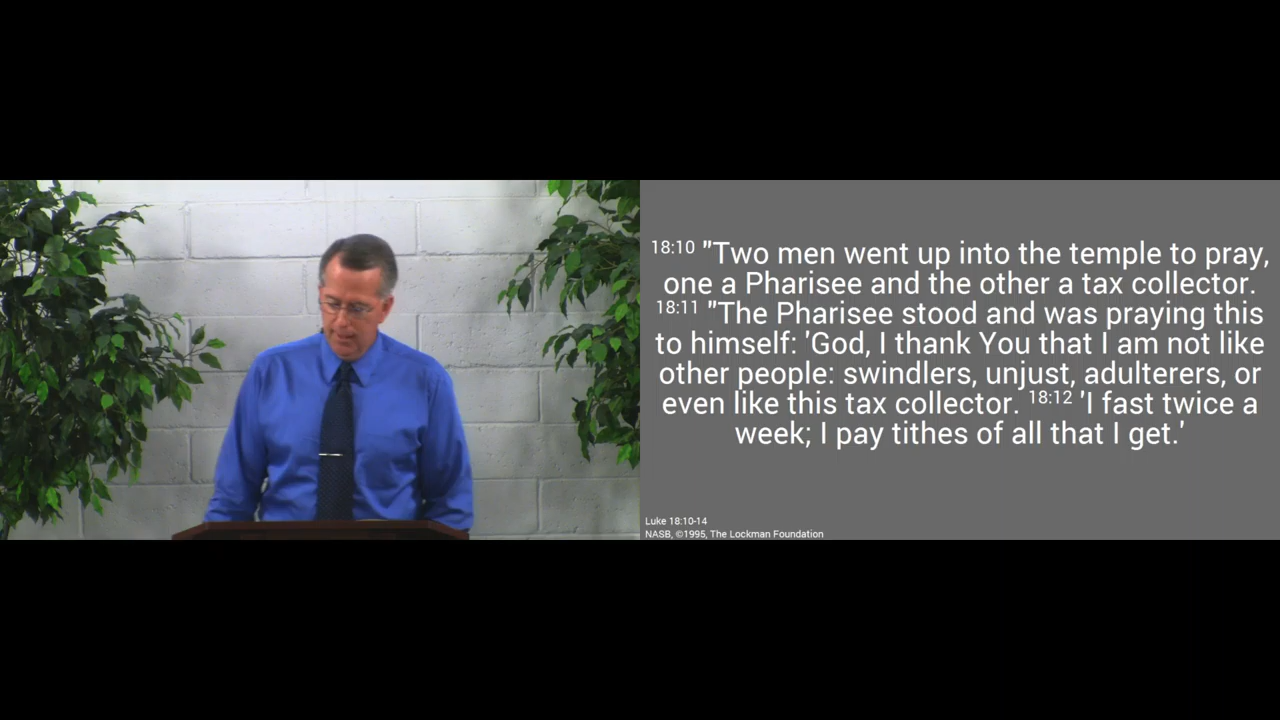 18:10 "Two men went up into the temple to pray,
one a Pharisee and the other a tax collector.
18:11 "The Pharisee stood and was praying this
to himself: 'God, I thank You that I am not like
other people: swindlers, unjust, adulterers, or
even like this tax collector. 18:12 'I fast twice a
week; I pay tithes of all that I get.'
Luke 18:10-14
NASB, ©1995, The Lockman Foundation